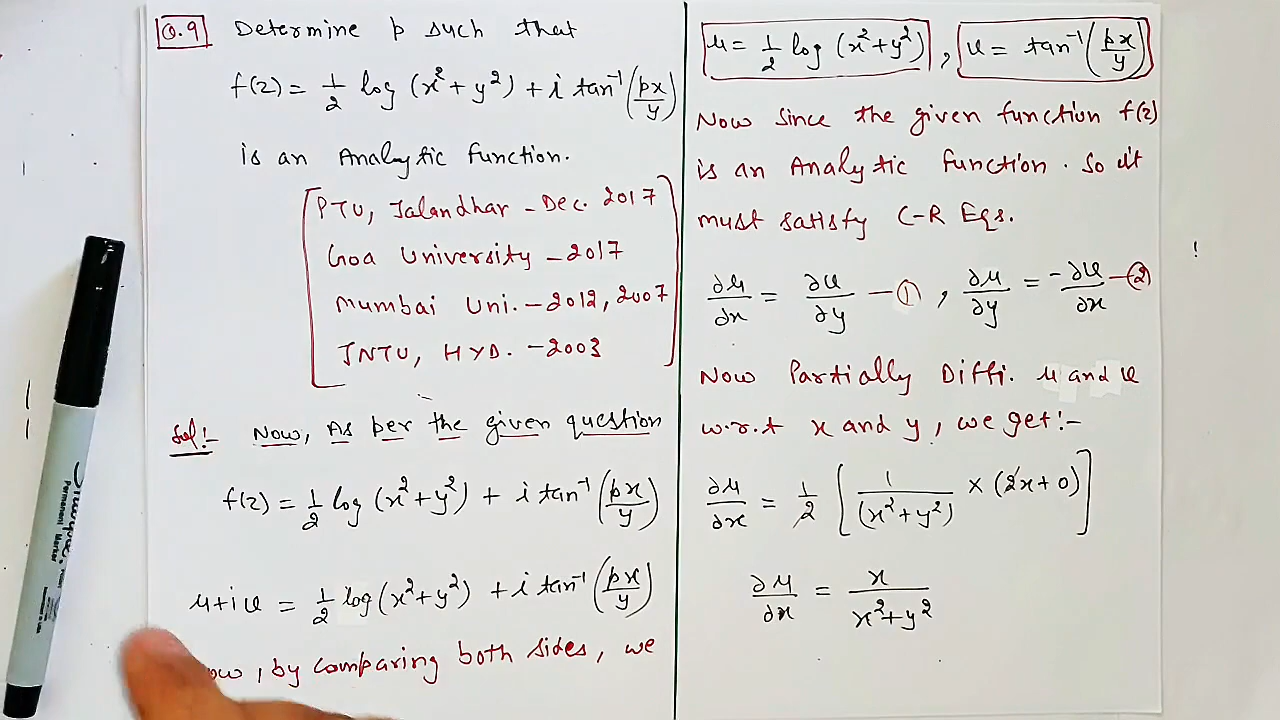 Q.9 Determine p such that
f(z) = 1/2 log (x² + y²) + i tan⁻¹ (px/y)
is an Analytic function.
[PTU, Jalandhar - Dec. 2017
Goa University - 2017
Mumbai Uni. - 2012, 2007
JNTU, HYD. - 2003]
Sol:- Now, As per the given question
f(z) = 1/2 log (x² + y²) + i tan⁻¹ (px/y)
u+iv = 1/2 log (x² + y²) + i tan⁻¹ (px/y)
, by comparing both sides, we
u = 1/2 log (x² + y²) , v = tan⁻¹ (px/y)
Now since the given function f(z)
is an Analytic function. So it
must satisfy C-R Eqs.
∂u/∂x = ∂v/∂y - ① , ∂u/∂y = -∂v/∂x - ②
Now Partially Diffi. u and v
w.r.t x and y, we get:-
∂u/∂x = 1/2 [1/(x² + y²) × (2x + 0)]
∂u/∂x = x/x² + y²
Permanent Marker